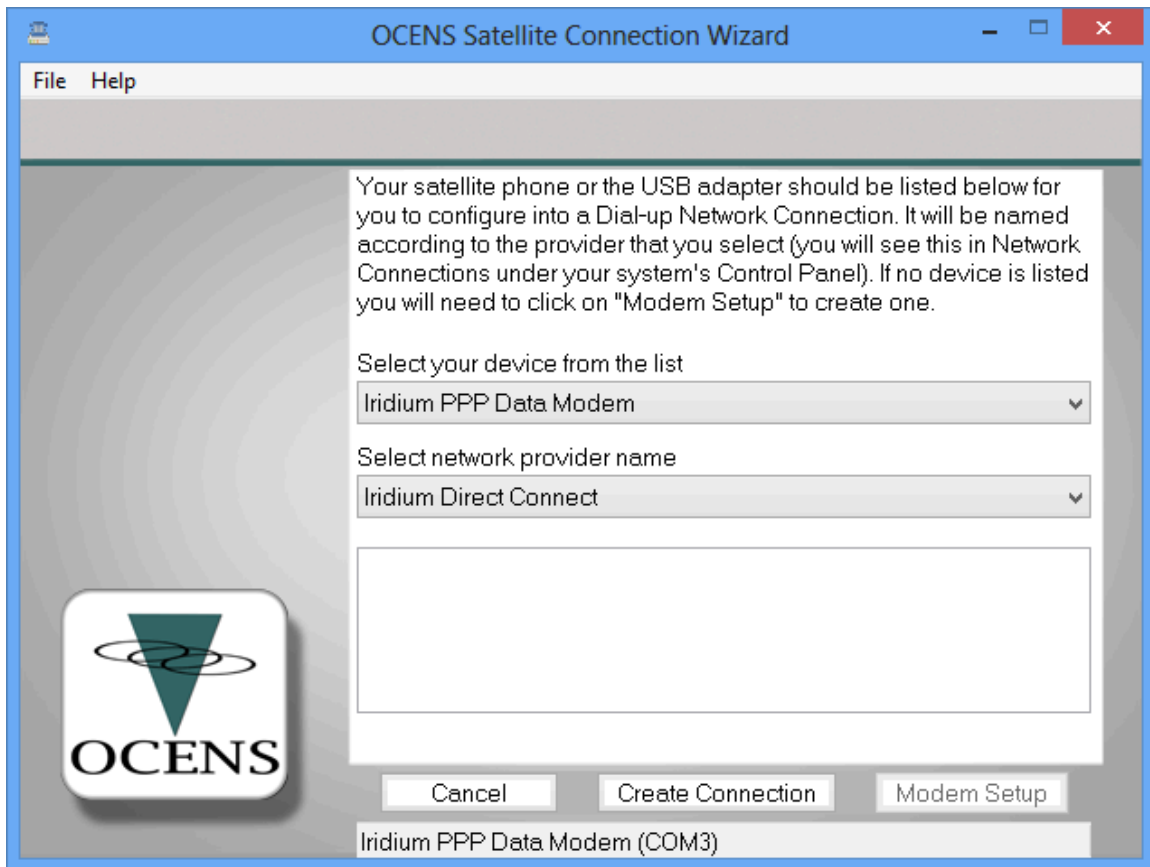 OCENS Satellite Connection Wizard
File Help
Your satellite phone or the USB adapter should be listed below for
you to configure into a Dial-up Network Connection. It will be named
according to the provider that you select (you will see this in Network
Connections under your system's Control Panel). If no device is listed
you will need to click on "Modem Setup" to create one.
Select your device from the list
Iridium PPP Data Modem
Select network provider name
Iridium Direct Connect
OCENS
Cancel Create Connection Modem Setup
Iridium PPP Data Modem (COM3)